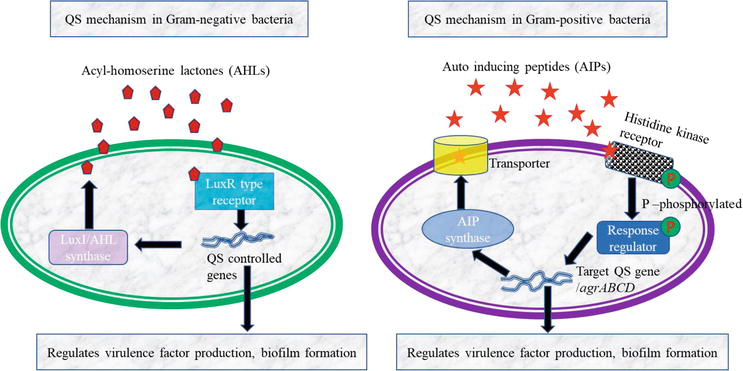 QS mechanism in Gram-negative bacteria
Acyl-homoserine lactones (AHLs)
LuxR type
receptor
LuxI/AHL
synthase
QS controlled
genes
Regulates virulence factor production, biofilm formation
QS mechanism in Gram-positive bacteria
Auto inducing peptides (AIPs)
Histidine kinase
receptor
Transporter
P
P –phosphorylated
AIP
synthase
Response
regulator
P
Target QS gene
/agrABCD
Regulates virulence factor production, biofilm formation